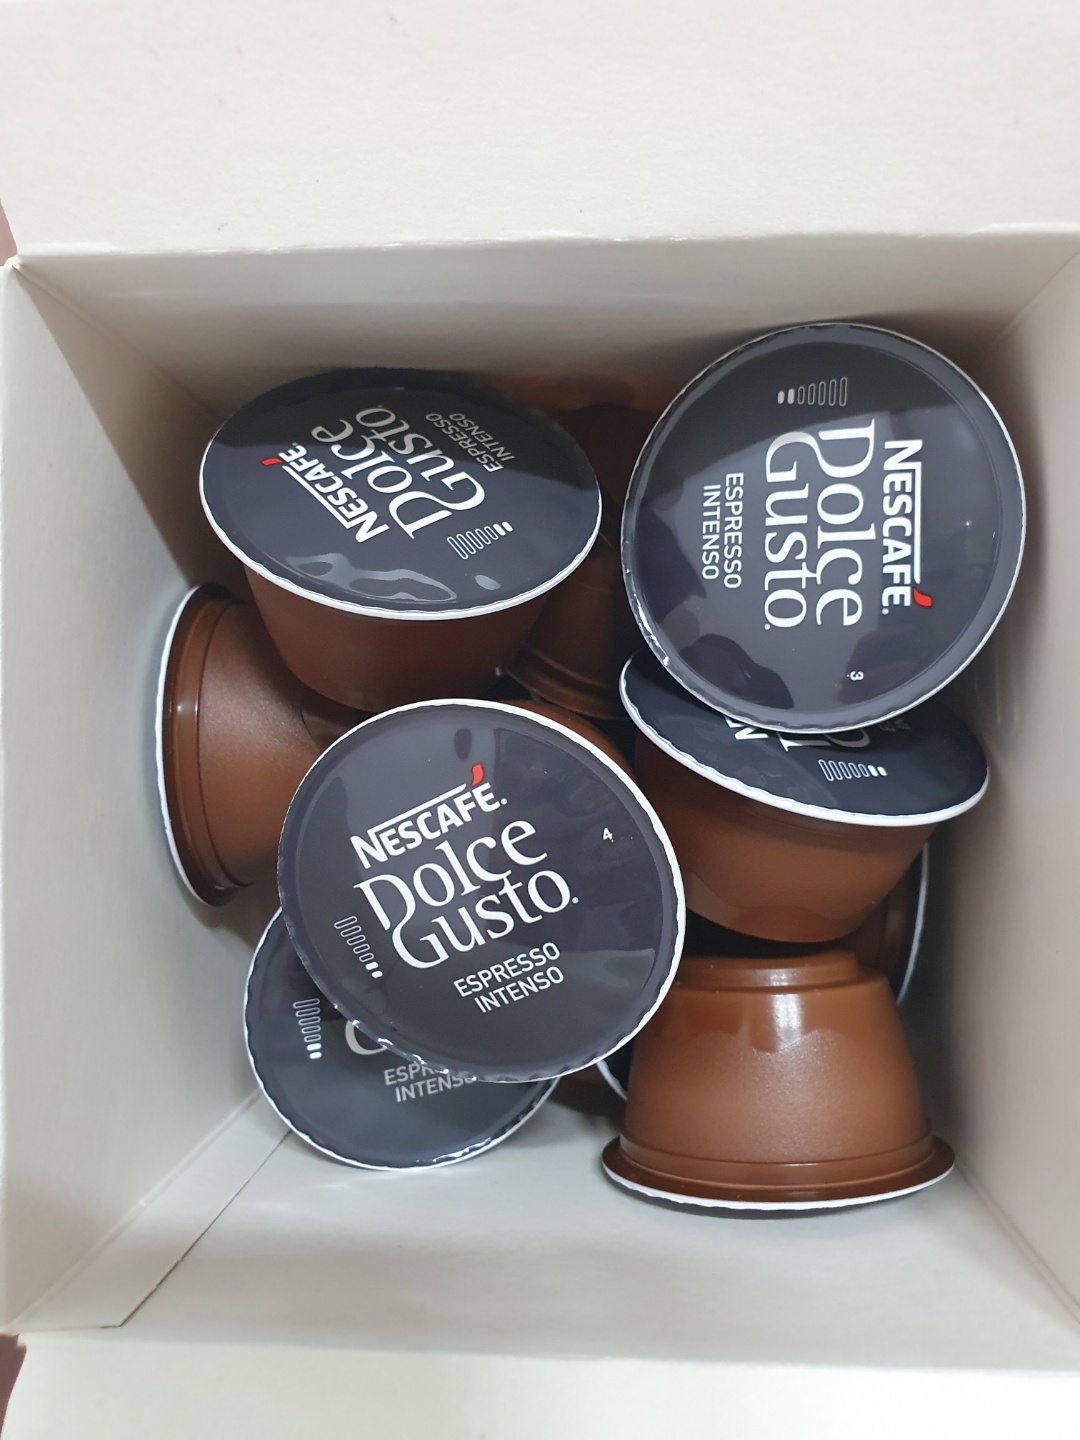 NESCAFÉ.
Dolce
Gusto.
ESPRESSO
INTENSO
NESCAFÉ.
Dolce
Gusto.
ESPRESSO
INTENSO
3
NESCAFÉ.
Dolce
Gusto.
ESPRESSO
INTENSO
4
INTENSO